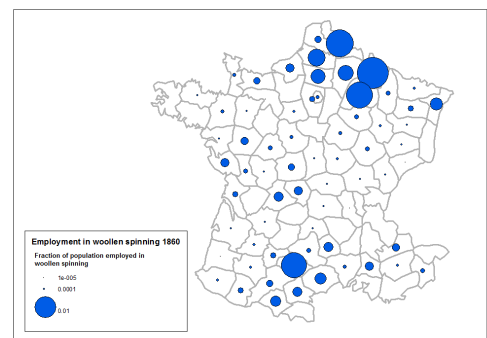 Employment in woollen spinning 1860
Fraction of population employed in
woollen spinning
1e-005
0.0001
0.01